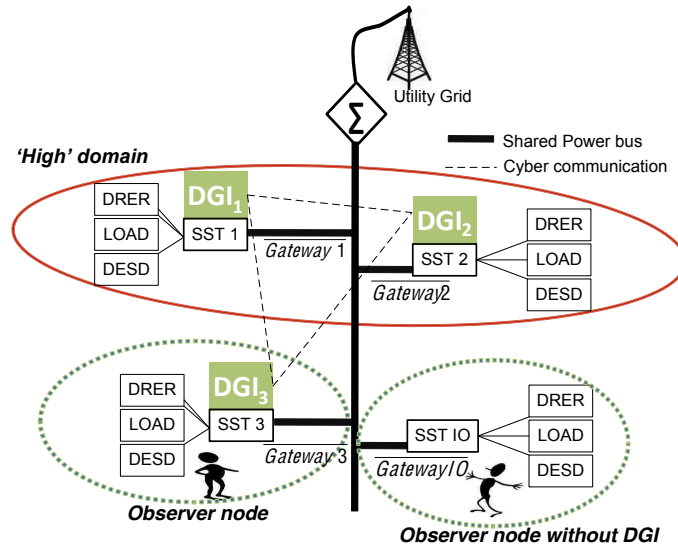 Utility Grid
Σ
Shared Power bus
Cyber communication
'High' domain
DGI1
DRER
LOAD
DESD
SST 1
Gateway 1
DGI2
SST 2
Gateway2
DRER
LOAD
DESD
DGI3
DRER
LOAD
DESD
SST 3
Gateway 3
SST IO
GatewayIO
DRER
LOAD
DESD
Observer node
Observer node without DGI